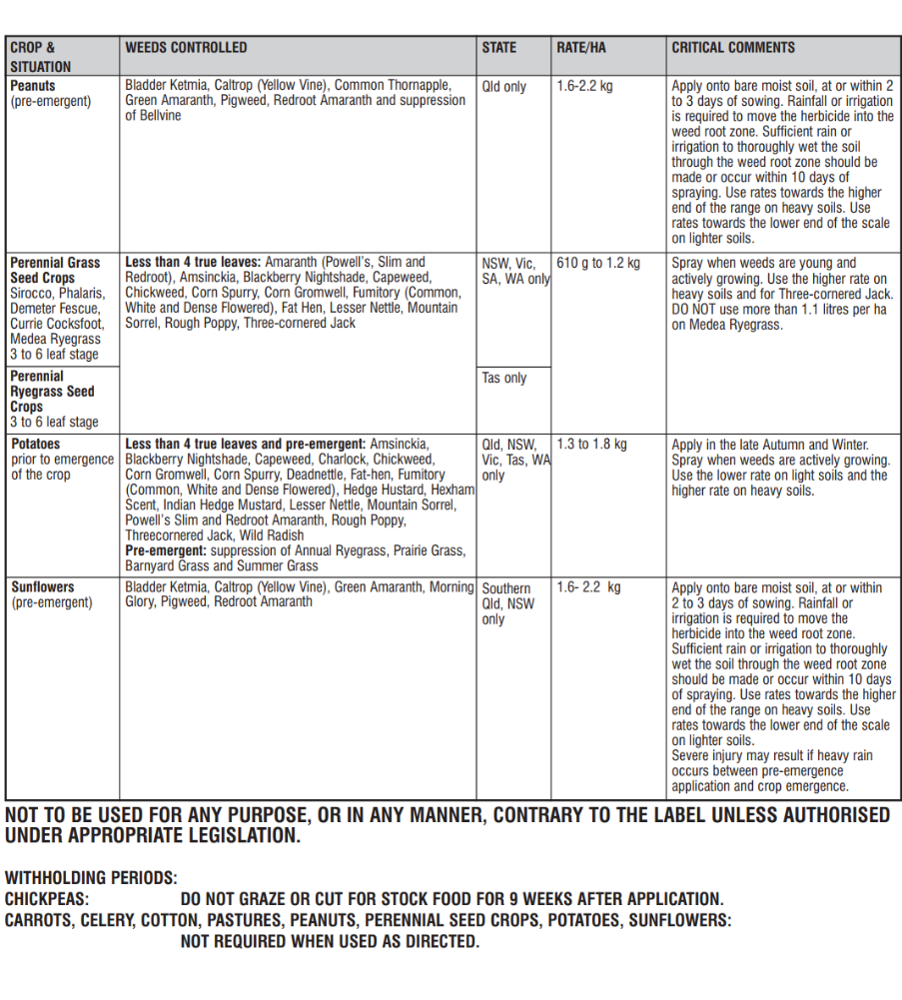 CROP & SITUATION
WEEDS CONTROLLED
STATE
RATE/HA
CRITICAL COMMENTS
Peanuts
(pre-emergent)
Bladder Ketmia, Caltrop (Yellow Vine), Common Thornapple,
Green Amaranth, Pigweed, Redroot Amaranth and suppression
of Bellvine
Qld only
1.6-2.2 kg
Apply onto bare moist soil, at or within 2
to 3 days of sowing. Rainfall or irrigation
is required to move the herbicide into the
weed root zone. Sufficient rain or
irrigation to thoroughly wet the soil
through the weed root zone should be
made or occur within 10 days of
spraying. Use rates towards the higher
end of the range on heavy soils. Use
rates towards the lower end of the scale
on lighter soils.
Perennial Grass
Seed Crops
Sirocco, Phalaris,
Demeter Fescue,
Currie Cocksfoot,
Medea Ryegrass
3 to 6 leaf stage
Less than 4 true leaves: Amaranth (Powell's, Slim and
Redroot), Amsinckia, Blackberry Nightshade, Capeweed,
Chickweed, Corn Spurry, Corn Gromwell, Fumitory (Common,
White and Dense Flowered), Fat Hen, Lesser Nettle, Mountain
Sorrel, Rough Poppy, Three-cornered Jack
NSW, Vic,
SA, WA only
610 g to 1.2 kg
Spray when weeds are young and
actively growing. Use the higher rate on
heavy soils and for Three-cornered Jack.
DO NOT use more than 1.1 litres per ha
on Medea Ryegrass.
Perennial
Ryegrass Seed
Crops
3 to 6 leaf stage
Tas only
Potatoes
prior to emergence
of the crop
Less than 4 true leaves and pre-emergent: Amsinckia,
Blackberry Nightshade, Capeweed, Charlock, Chickweed,
Corn Gromwell, Corn Spurry, Deadnettle, Fat-hen, Fumitory
(Common, White and Dense Flowered), Hedge Hustard, Hexham
Scent, Indian Hedge Mustard, Lesser Nettle, Mountain Sorrel,
Powell's Slim and Redroot Amaranth, Rough Poppy,
Threecornered Jack, Wild Radish
Pre-emergent: suppression of Annual Ryegrass, Prairie Grass,
Barnyard Grass and Summer Grass
Qld, NSW,
Vic, Tas, WA
only
1.3 to 1.8 kg
Apply in the late Autumn and Winter.
Spray when weeds are actively growing.
Use the lower rate on light soils and the
higher rate on heavy soils.
Sunflowers
(pre-emergent)
Bladder Ketmia, Caltrop (Yellow Vine), Green Amaranth, Morning
Glory, Pigweed, Redroot Amaranth
Southern
Qld, NSW
only
1.6- 2.2 kg
Apply onto bare moist soil, at or within
2 to 3 days of sowing. Rainfall or
irrigation is required to move the
herbicide into the weed root zone.
Sufficient rain or irrigation to thoroughly
wet the soil through the weed root zone
should be made or occur within 10 days
of spraying. Use rates towards the higher
end of the range on heavy soils. Use
rates towards the lower end of the scale
on lighter soils.
Severe injury may result if heavy rain
occurs between pre-emergence
application and crop emergence.
NOT TO BE USED FOR ANY PURPOSE, OR IN ANY MANNER, CONTRARY TO THE LABEL UNLESS AUTHORISED
UNDER APPROPRIATE LEGISLATION.
WITHHOLDING PERIODS:
CHICKPEAS: DO NOT GRAZE OR CUT FOR STOCK FOOD FOR 9 WEEKS AFTER APPLICATION.
CARROTS, CELERY, COTTON, PASTURES, PEANUTS, PERENNIAL SEED CROPS, POTATOES, SUNFLOWERS:
NOT REQUIRED WHEN USED AS DIRECTED.